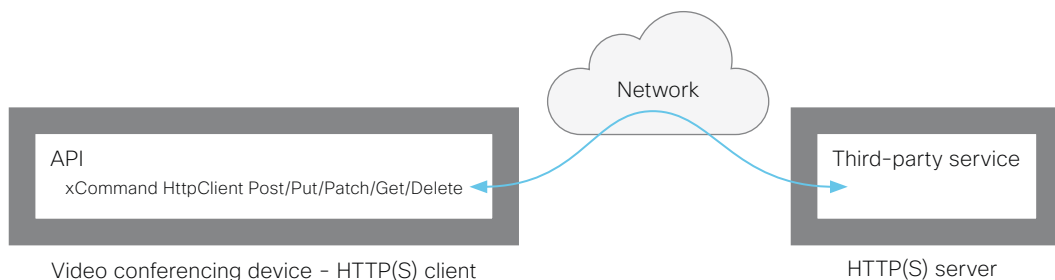 Network
API
xCommand HttpClient Post/Put/Patch/Get/Delete
Third-party service
Video conferencing device - HTTP(S) client
HTTP(S) server